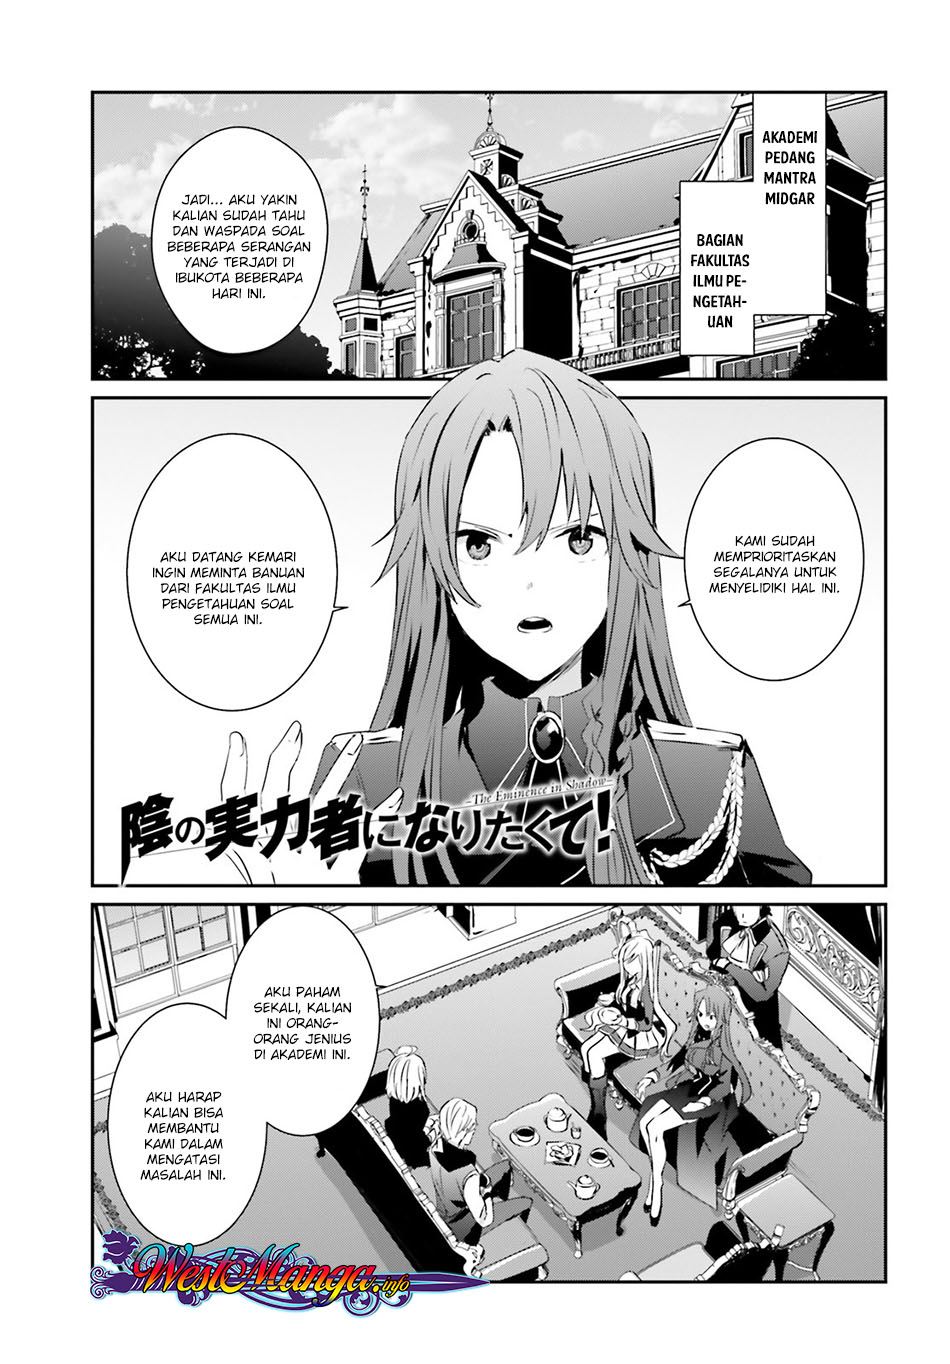 AKADEMI
PEDANG
MANTRA
MIDGAR
BAGIAN
FAKULTAS
ILMU PE-
NGETAH-
UAN
JADI... AKU YAKIN
KALIAN SUDAH TAHU
DAN WASPADA SOAL
BEBERAPA SERANGAN
YANG TERJADI DI
IBUKOTA BEBERAPA
HARI INI.
KAMI SUDAH
MEMPRIORITASKAN
SEGALANYA UNTUK
MENYELIDIKI HAL INI.
AKU DATANG KEMARI
INGIN MEMINTA BANUAN
DARI FAKULTAS ILMU
PENGETAHUAN SOAL
SEMUA INI.
-The Eminence in Shadow-
陰の実力者になりたくて!
AKU PAHAM
SEKALI, KALIAN
INI ORANG-
ORANG JENIUS
DI AKADEMI INI.
AKU HARAP
KALIAN BISA
MEMBANTU
KAMI DALAM
MENGATASI
MASALAH INI.
WestManga.info